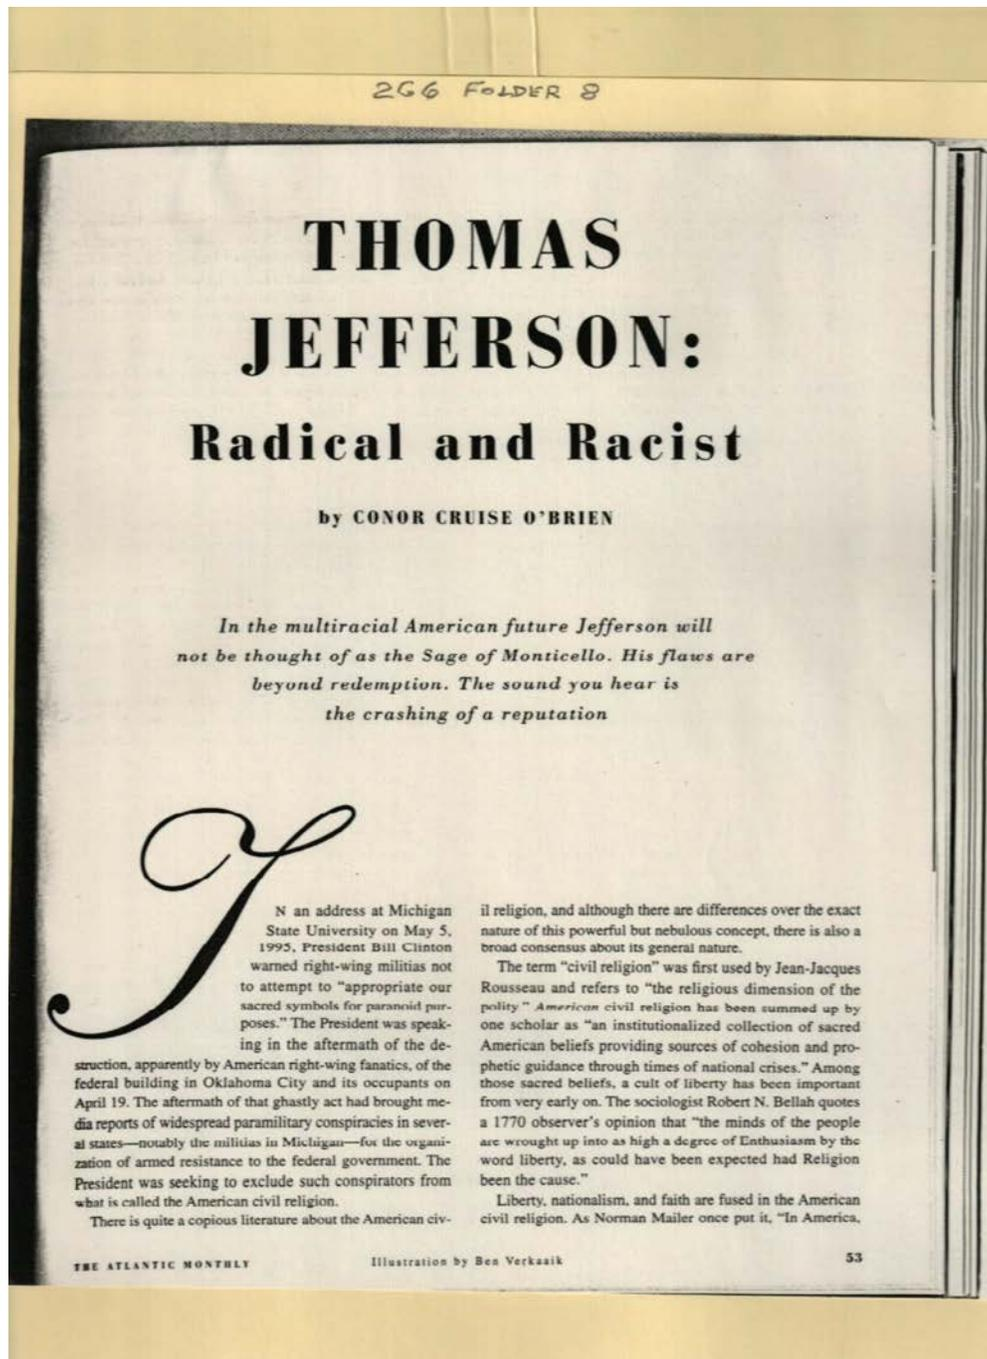 2G6 FOLDER 8
THOMAS
JEFFERSON:
Radical and Racist
by CONOR CRUISE O'BRIEN
In the multiracial American future Jefferson will
not be thought of as the Sage of Monticello. His flaws are
beyond redemption. The sound you hear is
the crashing of a reputation
IN an address at Michigan
State University on May 5,
1995, President Bill Clinton
warned right-wing militias not
to attempt to “appropriate our
sacred symbols for paranoid pur-
poses.” The President was speak-
ing in the aftermath of the de-
struction, apparently by American right-wing fanatics, of the
federal building in Oklahoma City and its occupants on
April 19. The aftermath of that ghastly act had brought me-
dia reports of widespread paramilitary conspiracies in sever-
al states—notably the militias in Michigan—for the organi-
zation of armed resistance to the federal government. The
President was seeking to exclude such conspirators from
what is called the American civil religion.
There is quite a copious literature about the American civ-
il religion, and although there are differences over the exact
nature of this powerful but nebulous concept, there is also a
broad consensus about its general nature.
The term “civil religion” was first used by Jean-Jacques
Rousseau and refers to “the religious dimension of the
polity” American civil religion has been summed up by
one scholar as “an institutionalized collection of sacred
American beliefs providing sources of cohesion and pro-
phetic guidance through times of national crises.” Among
those sacred beliefs, a cult of liberty has been important
from very early on. The sociologist Robert N. Bellah quotes
a 1770 observer's opinion that “the minds of the people
are wrought up into as high a degree of Enthusiasm by the
word liberty, as could have been expected had Religion
been the cause.”
Liberty, nationalism, and faith are fused in the American
civil religion. As Norman Mailer once put it, “In America,
THE ATLANTIC MONTHLY
Illustration by Ben Verkaaik
53